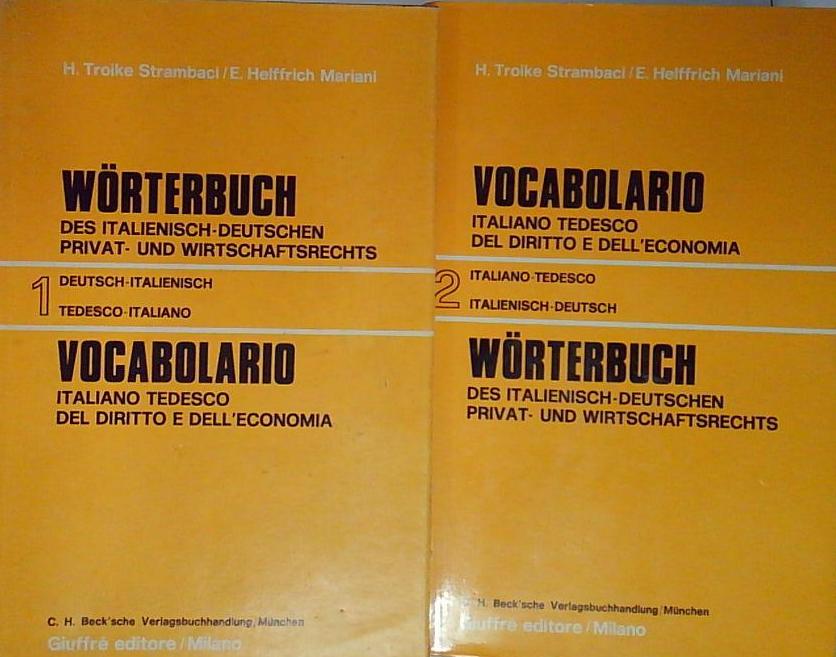 H. Troike Strambaci/E. Helffrich Mariani
WÖRTERBUCH
DES ITALIENISCH-DEUTSCHEN
PRIVAT- UND WIRTSCHAFTSRECHTS
1
DEUTSCH-ITALIENISCH
TEDESCO-ITALIANO
VOCABOLARIO
ITALIANO TEDESCO
DEL DIRITTO E DELL'ECONOMIA
C. H. Beck'sche Verlagsbuchhandlung/München
Giuffrè editore/Milano
H. Troike Strambaci/E. Helffrich Mariani
VOCABOLARIO
ITALIANO TEDESCO
DEL DIRITTO E DELL'ECONOMIA
2
ITALIANO-TEDESCO
ITALIENISCH-DEUTSCH
WÖRTERBUCH
DES ITALIENISCH-DEUTSCHEN
PRIVAT- UND WIRTSCHAFTSRECHTS
H. Beck'sche Verlagsbuchhandlung/München
Giuffrè editore/Milano